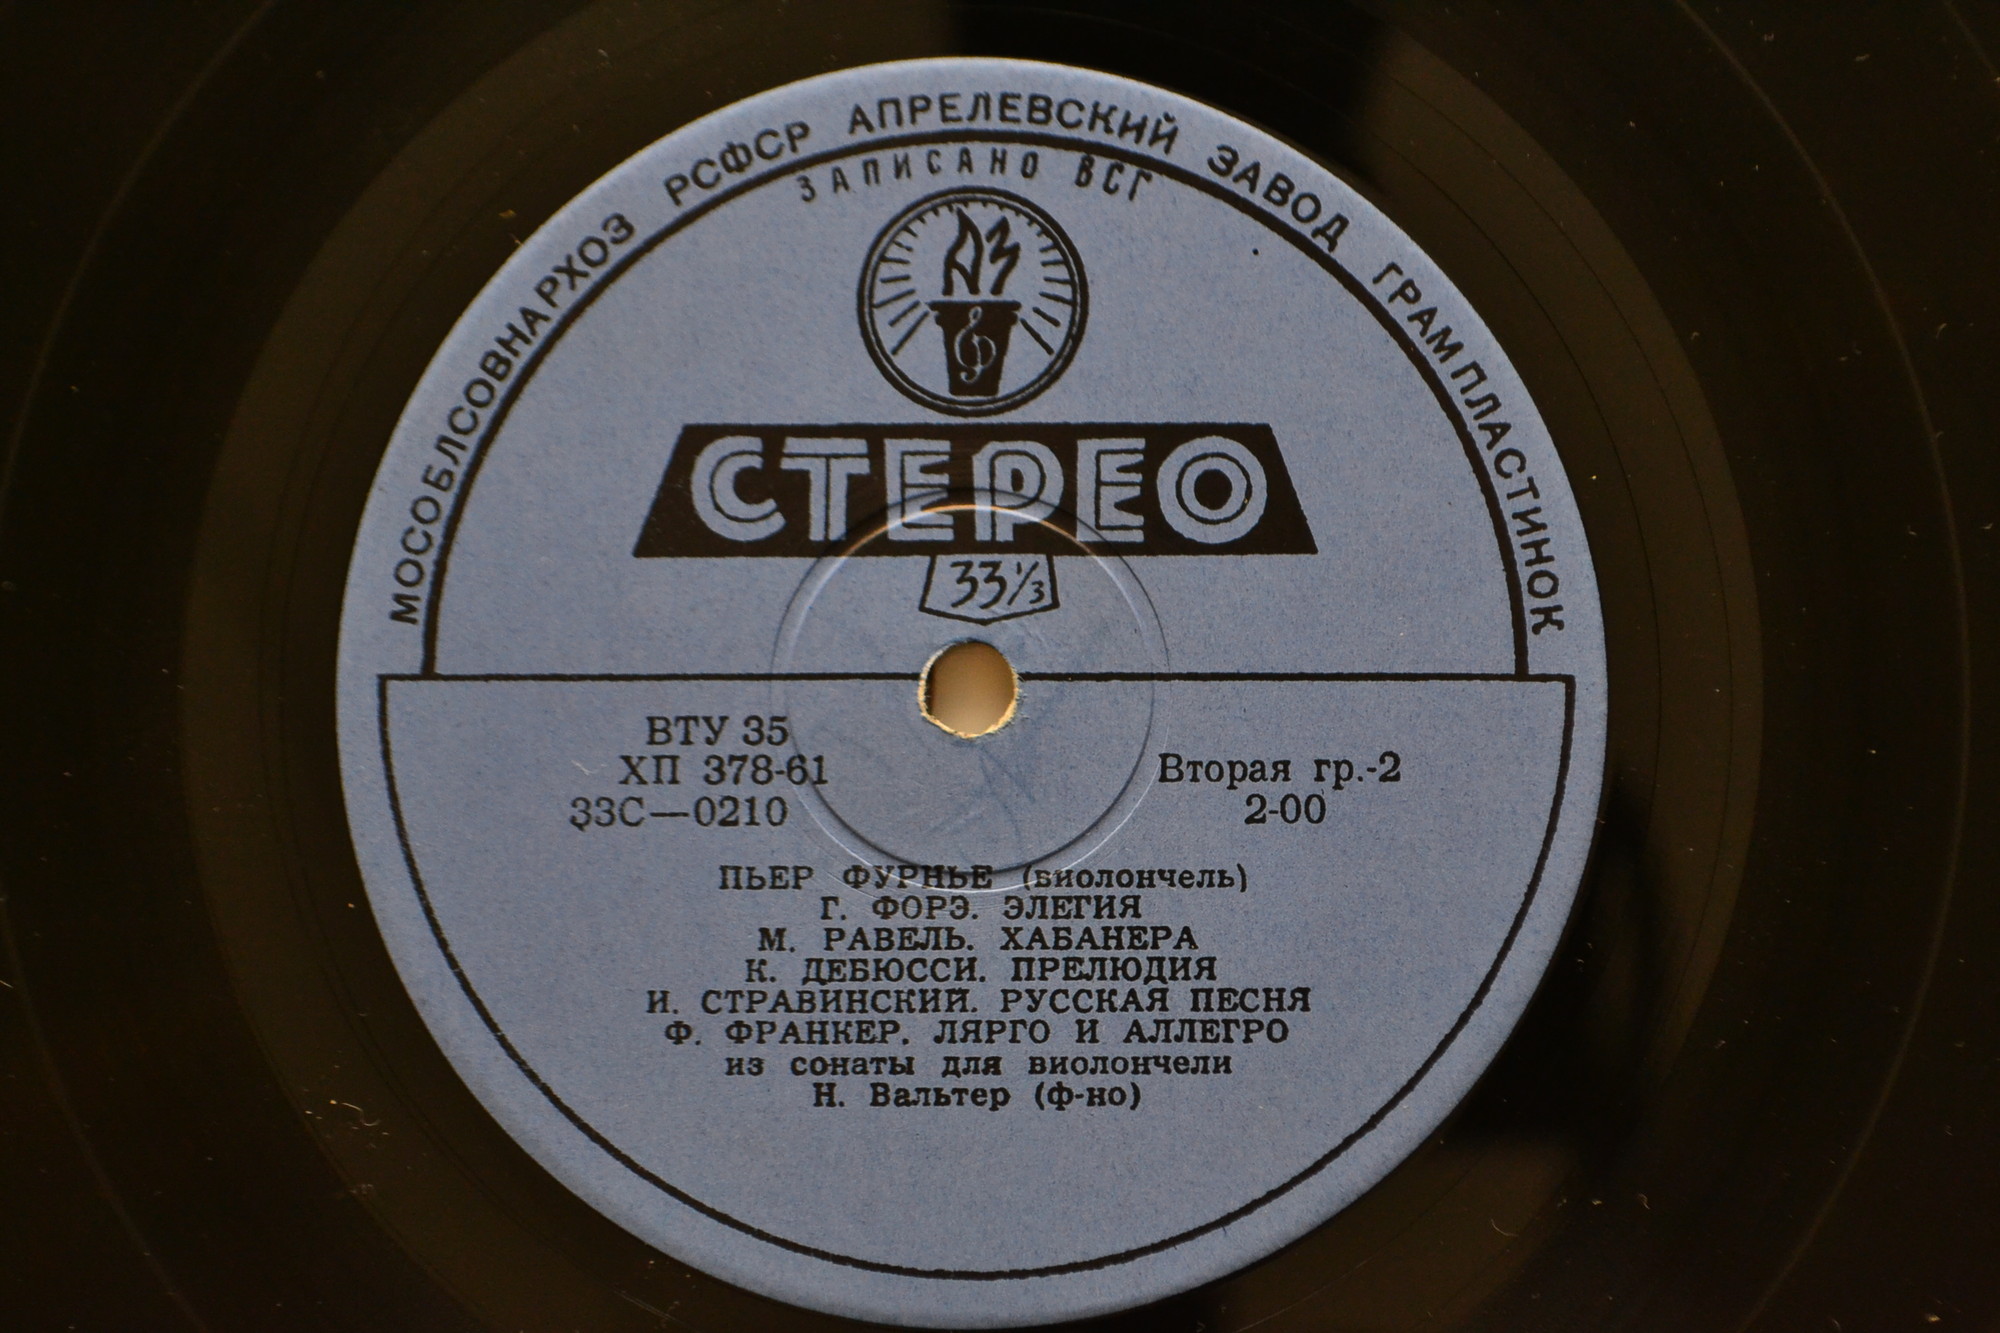 МОСОБЛСОВНАРХОЗ РСФСР АПРЕЛЕВСКИЙ ЗАВОД ГРАМПЛАСТИНОК
ЗАПИСАНО ВСГ
АЗ
СТЕРЕО
33⅓
ВТУ 35
ХП 378-61
33С—0210
Вторая гр.-2
2-00
ПЬЕР ФУРНЬЕ (виолончель)
Г. ФОРЭ. ЭЛЕГИЯ
М. РАВЕЛЬ. ХАБАНЕРА
К. ДЕБЮССИ. ПРЕЛЮДИЯ
И. СТРАВИНСКИЙ. РУССКАЯ ПЕСНЯ
Ф. ФРАНКЕР. ЛЯРГО И АЛЛЕГРО
из сонаты для виолончели
Н. Вальтер (ф-но)